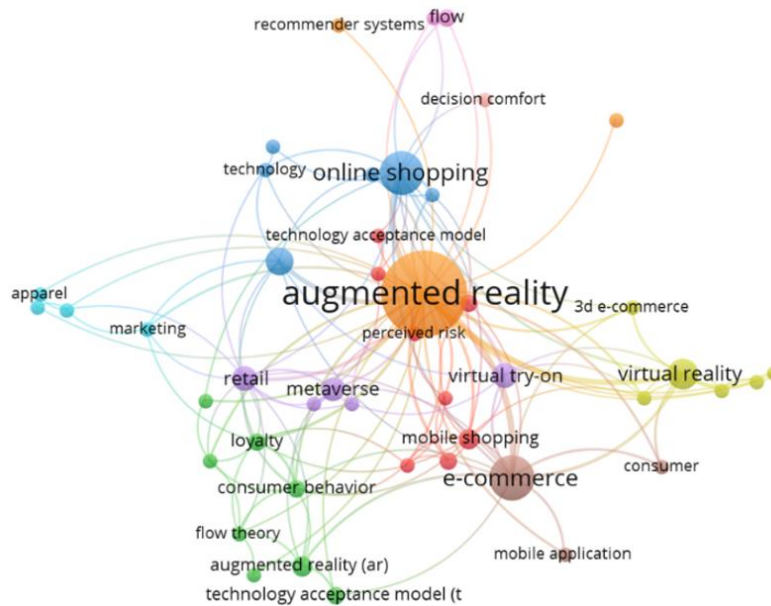 flow
recommender systems
decision comfort
technology
online shopping
technology acceptance model
augmented reality
apparel
3d e-commerce
marketing
perceived risk
retail
metaverse
virtual try-on
virtual reality
loyalty
mobile shopping
consumer
e-commerce
consumer behavior
flow theory
mobile application
augmented reality (ar)
technology acceptance model (t